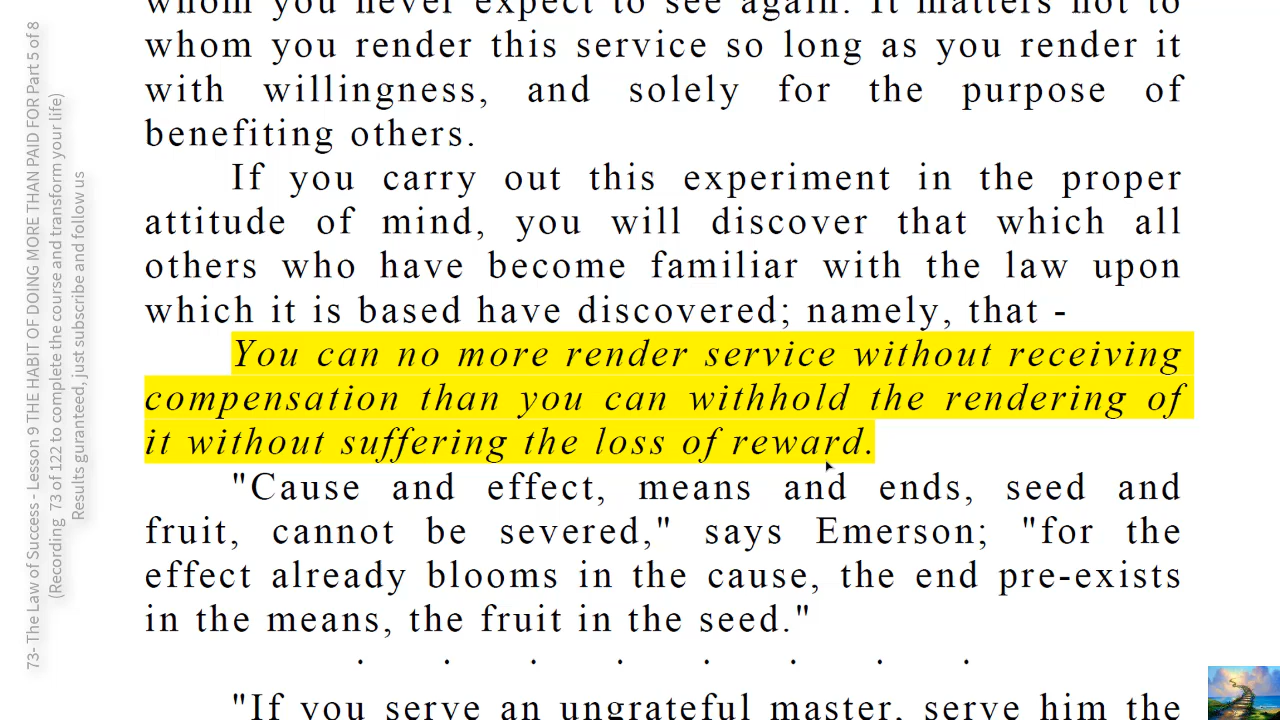 whom you never expect to see again. It matters not to
whom you render this service so long as you render it
with willingness, and solely for the purpose of
benefiting others.
If you carry out this experiment in the proper
attitude of mind, you will discover that which all
others who have become familiar with the law upon
which it is based have discovered; namely, that -
You can no more render service without receiving
compensation than you can withhold the rendering of
it without suffering the loss of reward.
"Cause and effect, means and ends, seed and
fruit, cannot be severed," says Emerson; "for the
effect already blooms in the cause, the end pre-exists
in the means, the fruit in the seed."
. . . . . . . .
"If you serve an ungrateful master, serve him the
73- The Law of Success - Lesson 9 THE HABIT OF DOING MORE THAN PAID FOR Part 5 of 8
(Recording 73 of 122 to complete the course and transform your life)
Results guranteed, just subscribe and follow us